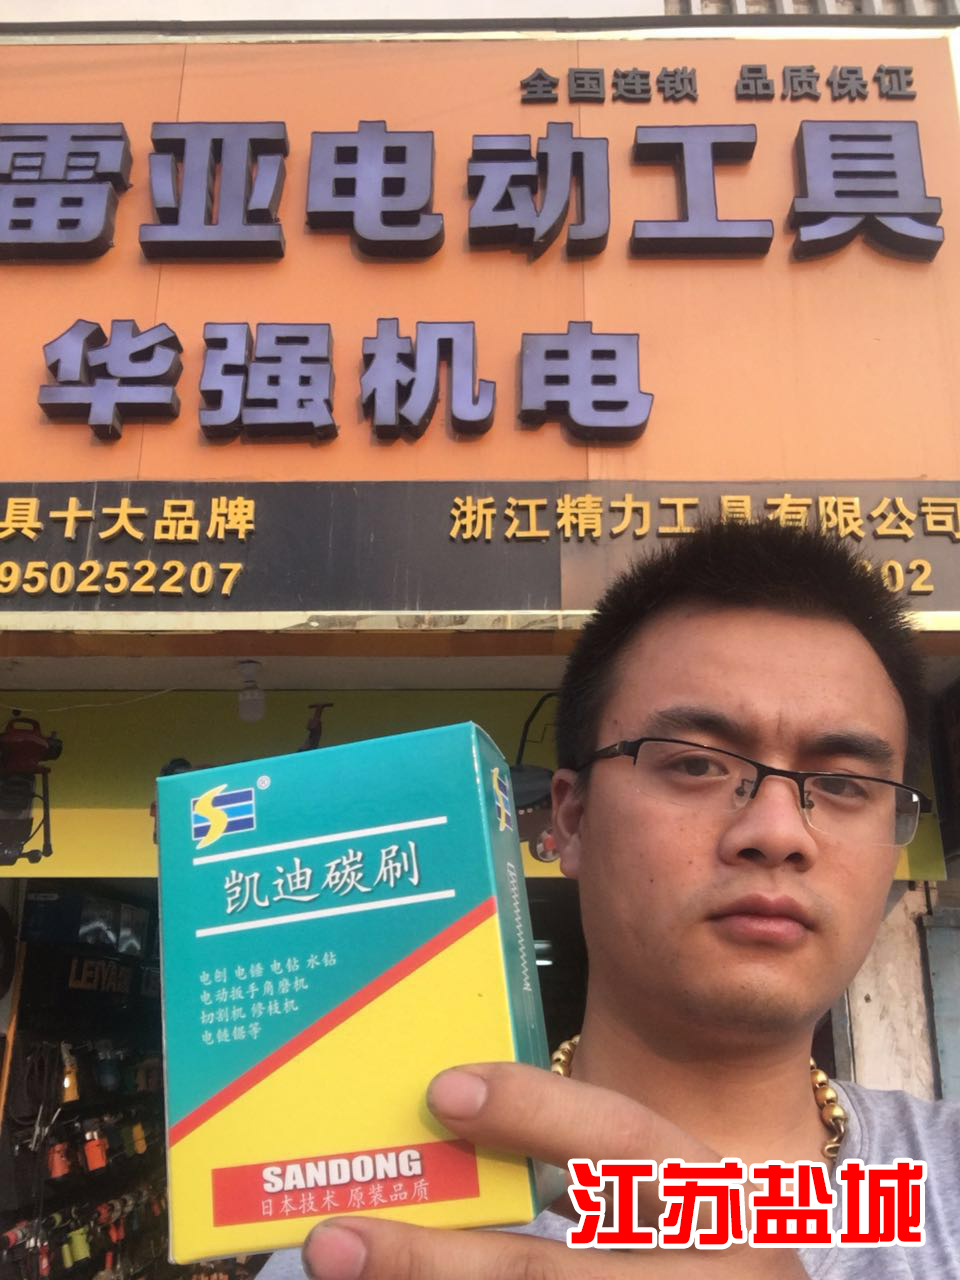 全国连锁 品质保证
雷亚电动工具
华强机电
具十大品牌
浙江精力工具有限公司
950252207
02
LEIYA
凯迪碳刷
电刨 电锤 电钻 水钻
电动扳手角磨机
切割机 修枝机
电链锯等
SANDONG
日本技术 原装品质
江苏盐城